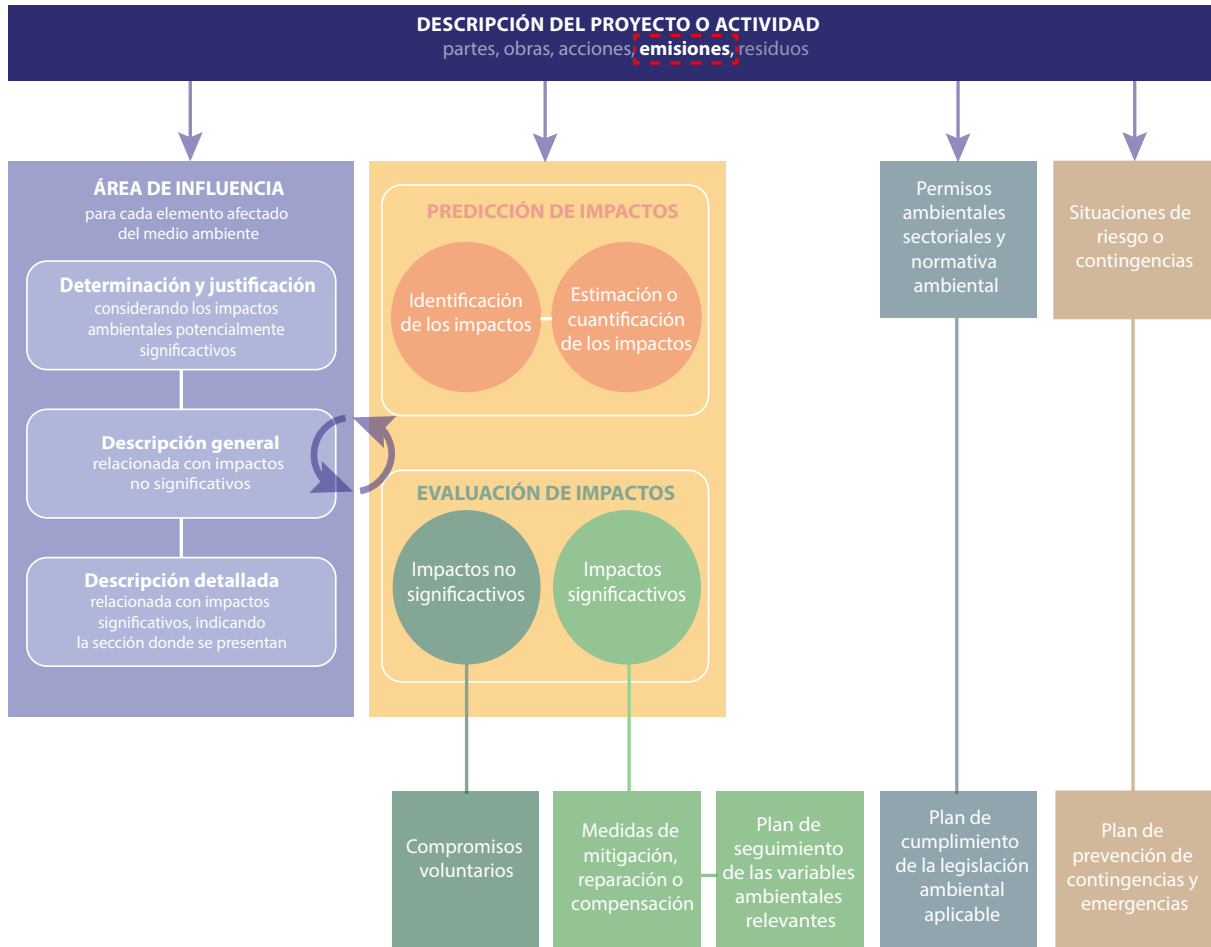 DESCRIPCIÓN DEL PROYECTO O ACTIVIDAD
partes, obras, acciones, emisiones, residuos
ÁREA DE INFLUENCIA
para cada elemento afectado
del medio ambiente
Determinación y justificación
considerando los impactos
ambientales potencialmente
significactivos
Descripción general
relacionada con impactos
no significativos
Descripción detallada
relacionada con impactos
significativos, indicando
la sección donde se presentan
PREDICCIÓN DE IMPACTOS
Identificación
de los impactos
Estimación o
cuantificación
de los impactos
EVALUACIÓN DE IMPACTOS
Impactos no
significactivos
Impactos
significactivos
Permisos
ambientales
sectoriales y
normativa
ambiental
Situaciones de
riesgo o
contingencias
Compromisos
voluntarios
Medidas de
mitigación,
reparación o
compensación
Plan de
seguimiento
de las variables
ambientales
relevantes
Plan de
cumplimiento
de la legislación
ambiental
aplicable
Plan de
prevención de
contingencias y
emergencias